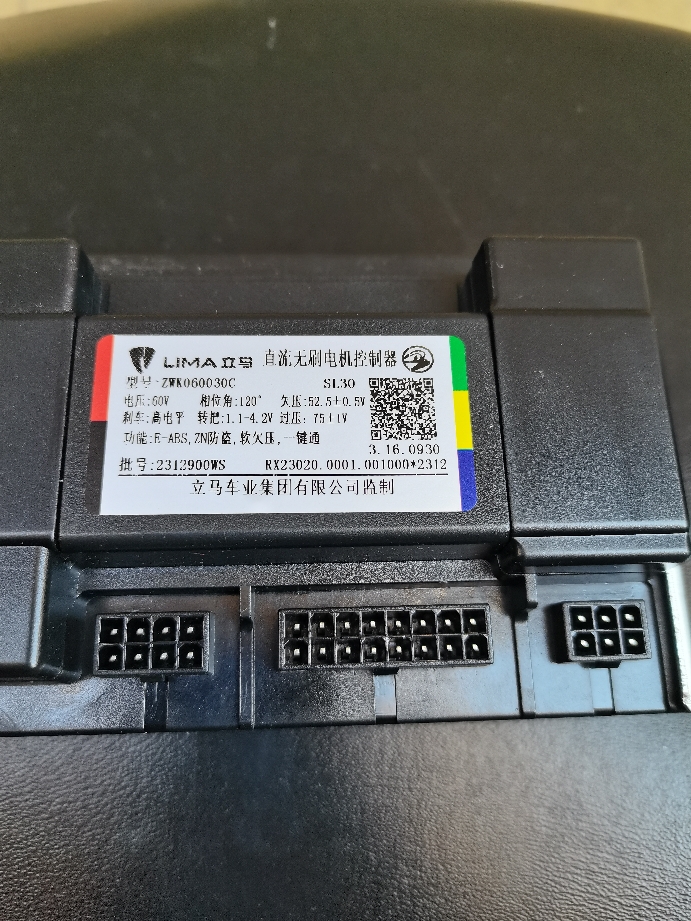 LIMA立马 直流无刷电机控制器
型号:ZWK060030C SL30
电压:60V 相位角:120° 欠压:52.5±0.5V
刹车:高电平 转把:1.1-4.2V 过压:75±1V
功能:E-ABS,ZN防盗,软欠压,一键通
3.16.0930
批号:2312900WS RX23020.0001.001000*2312
立马车业集团有限公司监制